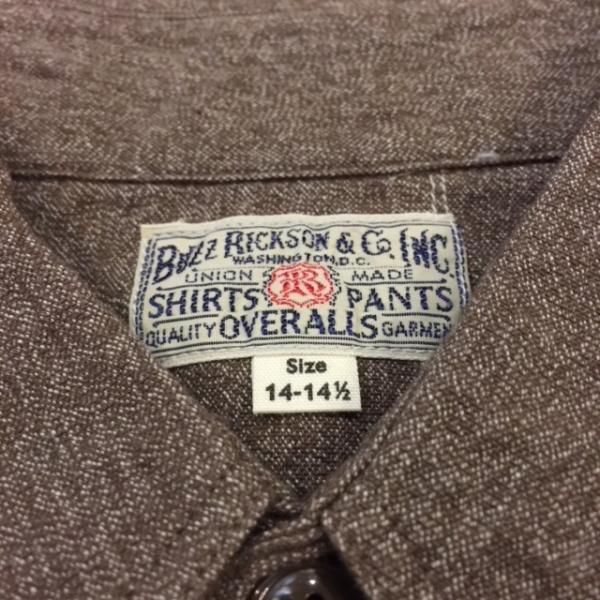 BUZZ RICKSON & CO. INC.
WASHINGTON, D.C.
UNION MADE
SHIRTS R PANTS
QUALITY OVERALLS GARMEN
Size
14-14½